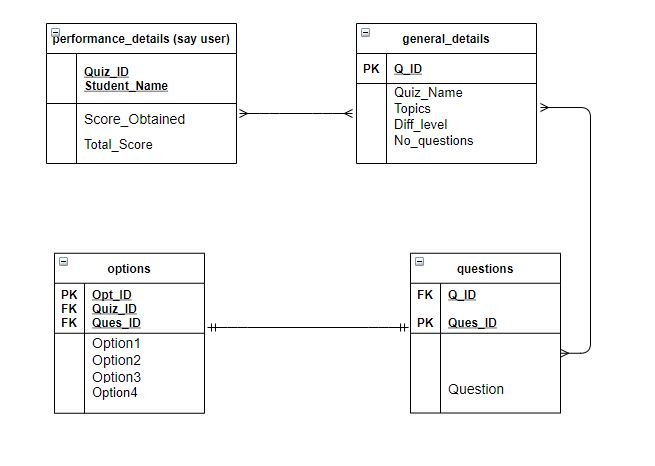 performance_details (say user)
Quiz_ID
Student_Name
Score_Obtained
Total_Score
general_details
PK Q_ID
Quiz_Name
Topics
Diff_level
No_questions
options
PK Opt_ID
FK Quiz_ID
FK Ques_ID
Option1
Option2
Option3
Option4
questions
FK Q_ID
PK Ques_ID
Question